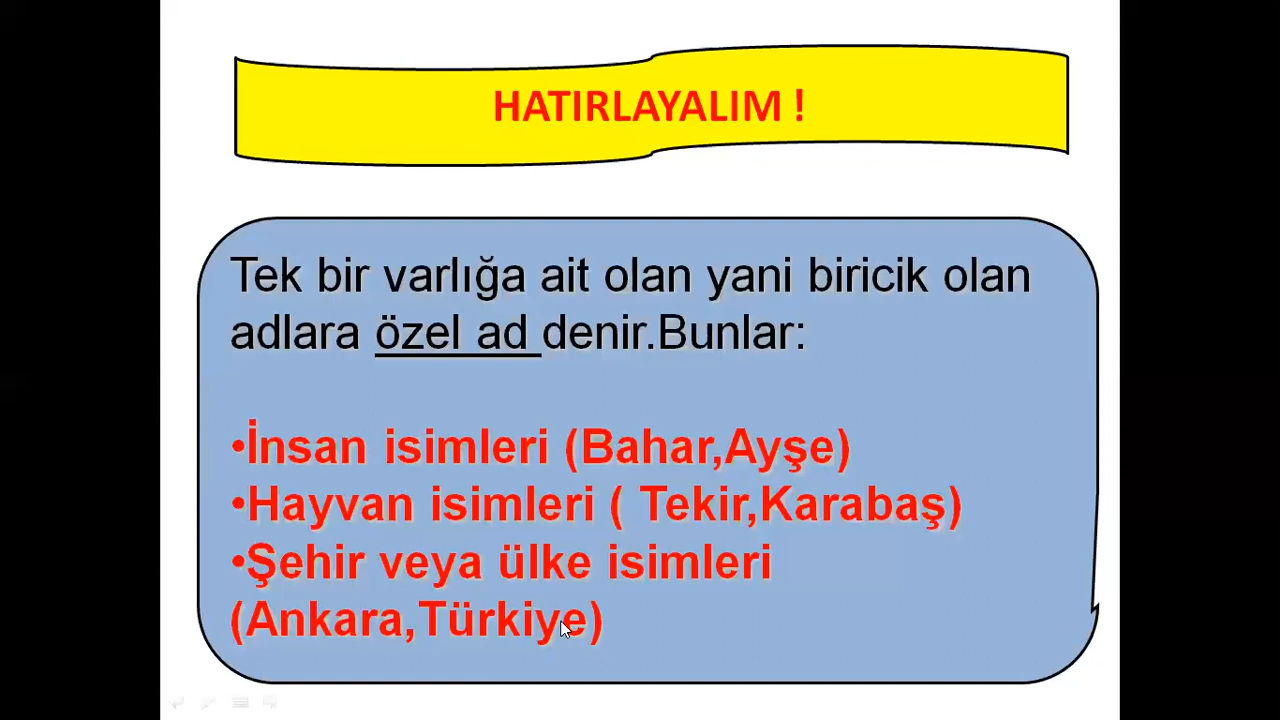 HATIRLAYALIM !
Tek bir varlığa ait olan yani biricik olan
adlara özel ad denir.Bunlar:
•İnsan isimleri (Bahar,Ayşe)
•Hayvan isimleri ( Tekir,Karabaş)
•Şehir veya ülke isimleri
(Ankara,Türkiye)